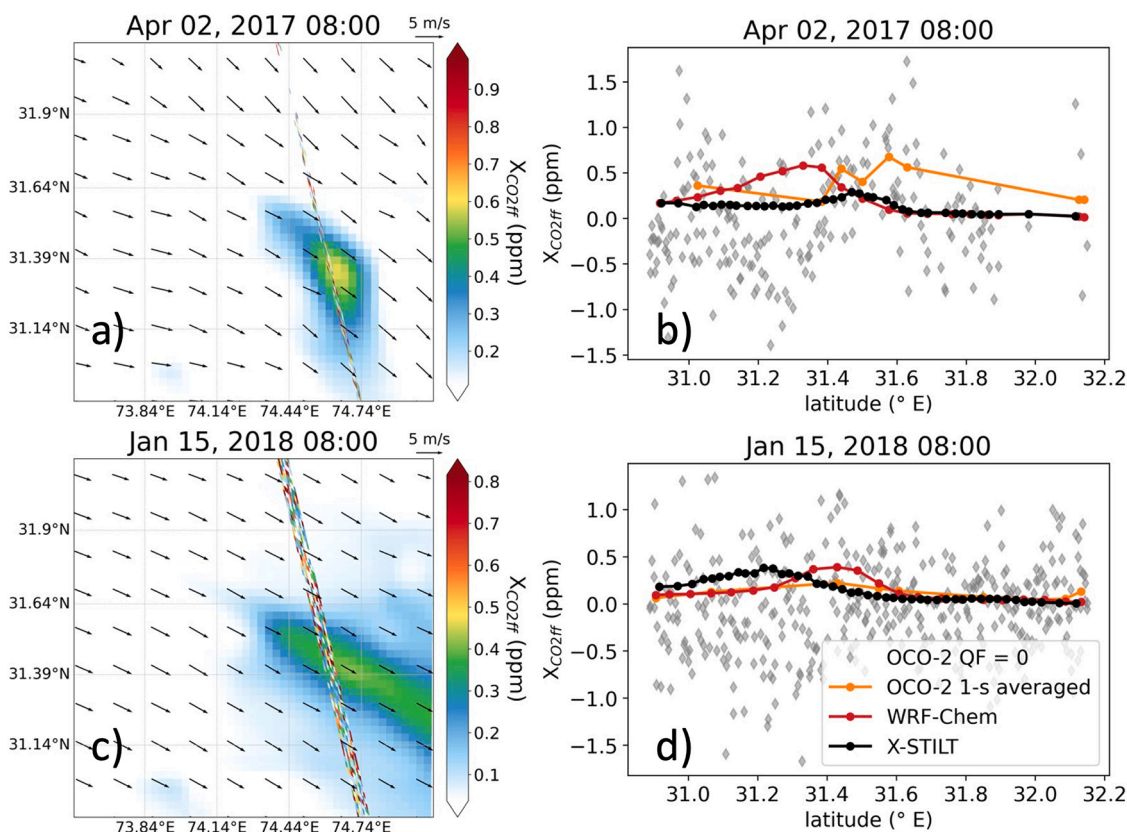 Apr 02, 2017 08:00
5 m/s
31.9°N
31.64°N
31.39°N
31.14°N
73.84°E 74.14°E 74.44°E 74.74°E
a)
0.9
0.8
0.7
0.6
0.5
0.4
0.3
0.2
XCO2ff (ppm)
Apr 02, 2017 08:00
XCO2ff (ppm)
1.5
1.0
0.5
0.0
−0.5
−1.0
−1.5
b)
31.0 31.2 31.4 31.6 31.8 32.0 32.2
latitude (° E)
Jan 15, 2018 08:00
5 m/s
31.9°N
31.64°N
31.39°N
31.14°N
73.84°E 74.14°E 74.44°E 74.74°E
c)
0.8
0.7
0.6
0.5
0.4
0.3
0.2
0.1
XCO2ff (ppm)
Jan 15, 2018 08:00
XCO2ff (ppm)
1.0
0.5
0.0
−0.5
−1.0
−1.5
d)
OCO-2 QF = 0
OCO-2 1-s averaged
WRF-Chem
X-STILT
31.0 31.2 31.4 31.6 31.8 32.0 32.2
latitude (° E)